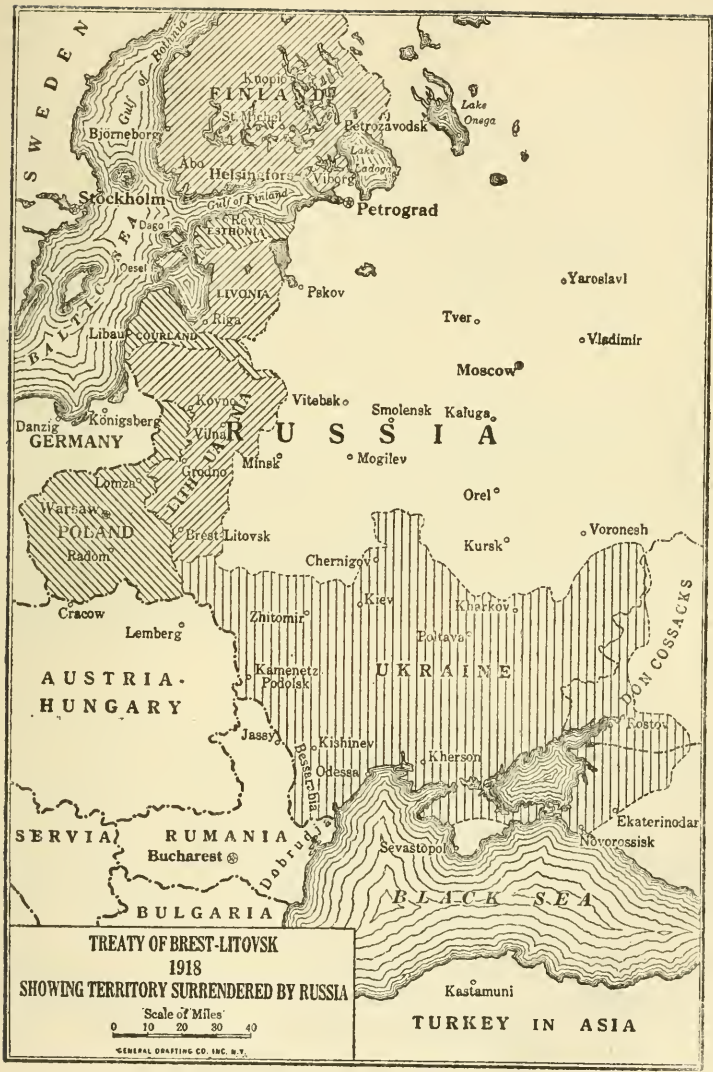 SWEDEN
Gulf of Bothnia
Kuopio
FINLAND
St. Michel
Björneborg
Petrozavodsk
Lake Onega
Lake Ladoga
Åbo
Helsingfors
Viborg
Stockholm
Gulf of Finland
Petrograd
Dago
Reval
ESTHONIA
Oesel
BALTIC SEA
LIVONIA
Pskov
Yaroslavl
Riga
Tver
Libau
COURLAND
Vladimir
Moscow
Kovno
Vitebsk
Smolensk
Kaluga
Danzig
Königsberg
GERMANY
Vilna
RUSSIA
LITHUANIA
Grodno
Minsk
Mogilev
Lomza
Orel
Warsaw
POLAND
Brest-Litovsk
Radom
Kursk
Voronesh
Chernigov
Cracow
Kiev
Kharkov
Zhitomir
Lemberg
Poltava
DON COSSACKS
AUSTRIA-
HUNGARY
Kamenetz
Podolsk
UKRAINE
Rostov
Jassy
Kishinev
Bessarabia
Kherson
Odessa
Ekaterinodar
SERVIA
RUMANIA
Bucharest
Dobrudja
Sevastopol
Novorossisk
BLACK SEA
BULGARIA
TREATY OF BREST-LITOVSK
1918
SHOWING TERRITORY SURRENDERED BY RUSSIA
Scale of Miles
0 10 20 30 40
GENERAL DRAFTING CO. INC. N.Y.
Kastamuni
TURKEY IN ASIA